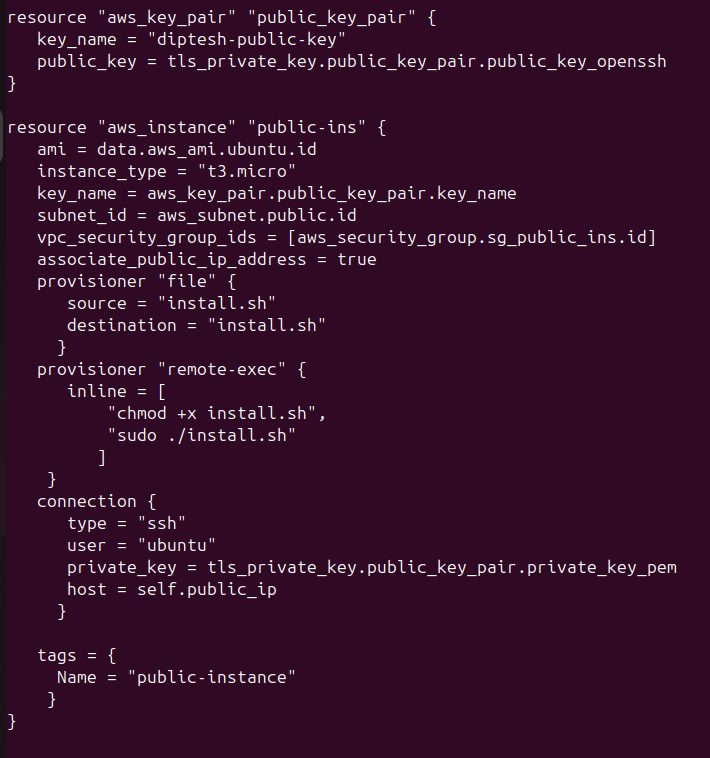 resource "aws_key_pair" "public_key_pair" {
   key_name = "diptesh-public-key"
   public_key = tls_private_key.public_key_pair.public_key_openssh
}

resource "aws_instance" "public-ins" {
   ami = data.aws_ami.ubuntu.id
   instance_type = "t3.micro"
   key_name = aws_key_pair.public_key_pair.key_name
   subnet_id = aws_subnet.public.id
   vpc_security_group_ids = [aws_security_group.sg_public_ins.id]
   associate_public_ip_address = true
   provisioner "file" {
      source = "install.sh"
      destination = "install.sh"
     }
   provisioner "remote-exec" {
      inline = [
          "chmod +x install.sh",
          "sudo ./install.sh"
         ]
    }
   connection {
      type = "ssh"
      user = "ubuntu"
      private_key = tls_private_key.public_key_pair.private_key_pem
      host = self.public_ip
     }

   tags = {
     Name = "public-instance"
    }
}